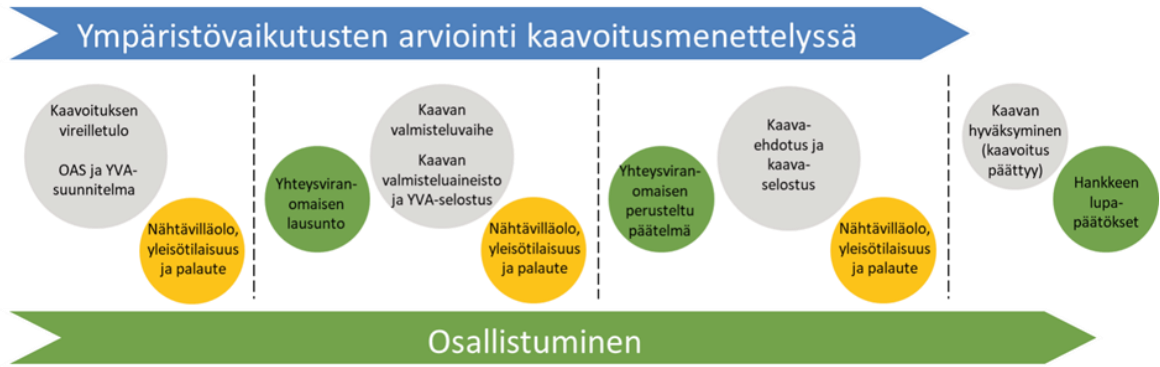 Ympäristövaikutusten arviointi kaavoitusmenettelyssä
Kaavoituksen
vireilletulo
OAS ja YVA-
suunnitelma
Nähtävilläolo,
yleisötilaisuus
ja palaute
Yhteysviran-
omaisen
lausunto
Kaavan
valmisteluvaihe
Kaavan
valmisteluaineisto
ja YVA-selostus
Nähtävilläolo,
yleisötilaisuus
ja palaute
Yhteysviran-
omaisen
perusteltu
päätelmä
Kaava-
ehdotus ja
kaava-
selostus
Nähtävilläolo,
yleisötilaisuus
ja palaute
Kaavan
hyväksyminen
(kaavoitus
päättyy)
Hankkeen
lupa-
päätökset
Osallistuminen